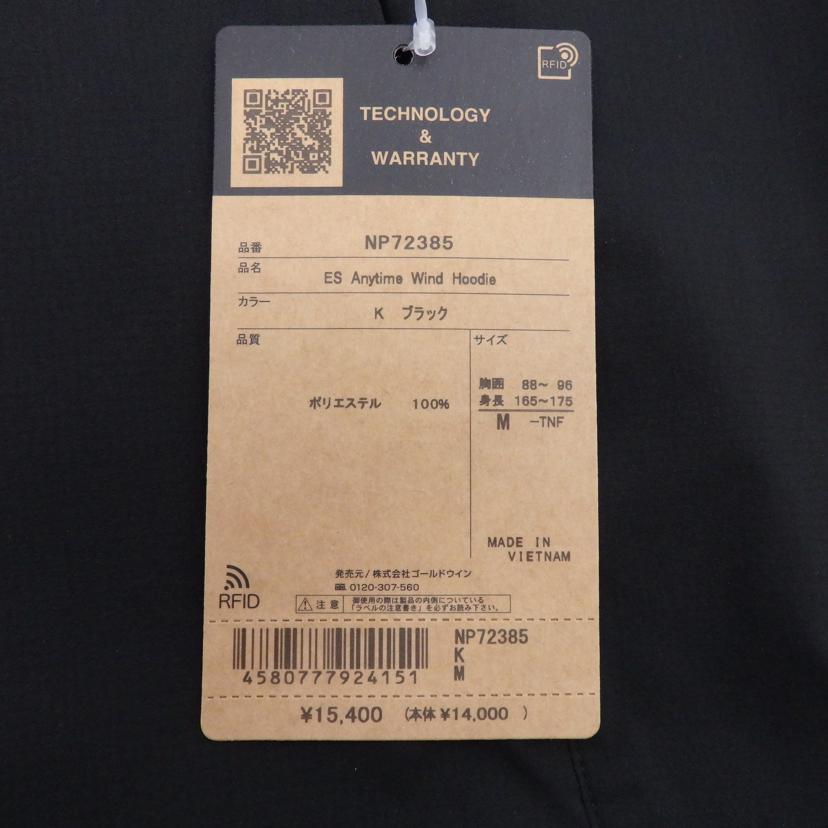 RFID
TECHNOLOGY
&
WARRANTY
品番 NP72385
品名 ES Anytime Wind Hoodie
カラー K ブラック
品質 サイズ
ポリエステル 100%
胸囲 88～ 96
身長 165～175
M -TNF
MADE IN
VIETNAM
RFID
発売元/株式会社ゴールドウイン
0120-307-560
注意 御使用の際は製品の内側についている
「ラベルの注意書き」を必ずお読み下さい。
4580777924151
NP72385
K
M
¥15,400 (本体 ¥14,000 )